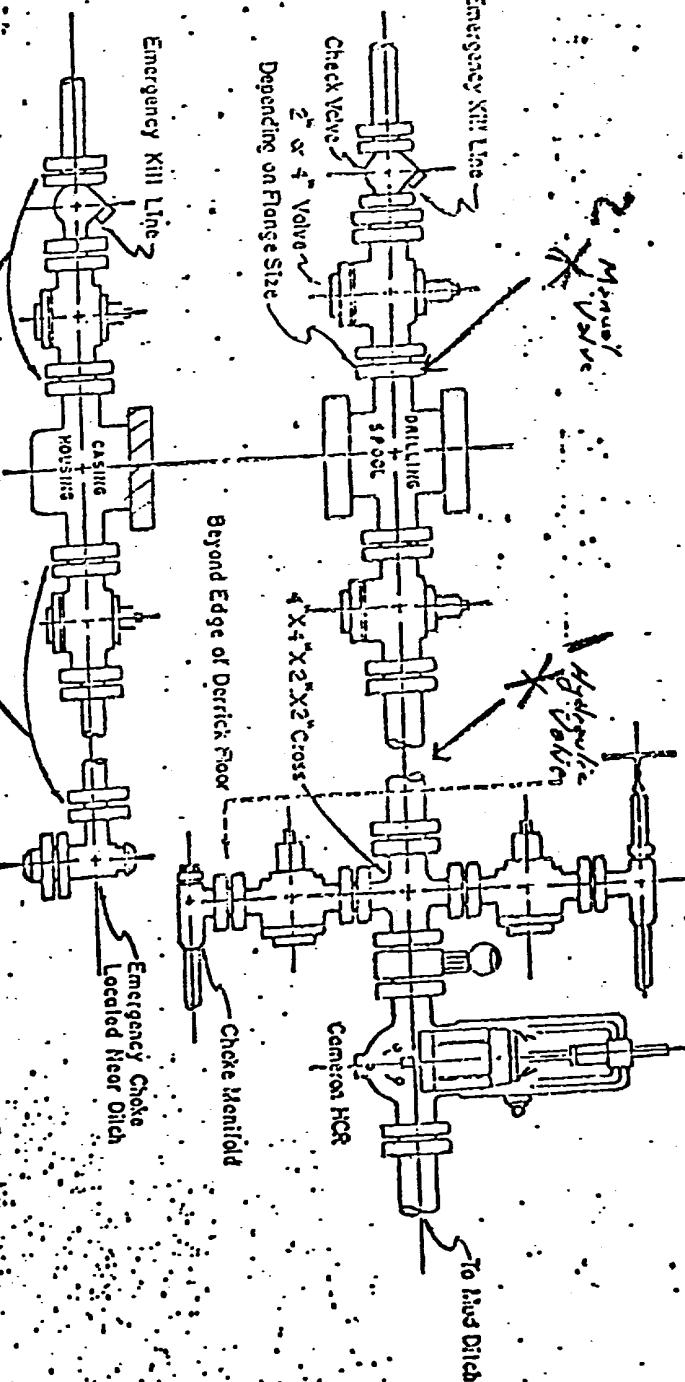 2" Manual
Valve
Hydraulic
Valve
Emergency Kill Line
Check Valve
2" or 4" Valve
Depending on Flange Size
DRILLING
SPOOL
4"X4"X2"X2" Cross
Beyond Edge of Derrick Floor
Cameron HCR
To Mud Ditch
Choke Manifold
Emergency Kill Line
CASING
HOUSING
Emergency Choke
Located Near Ditch